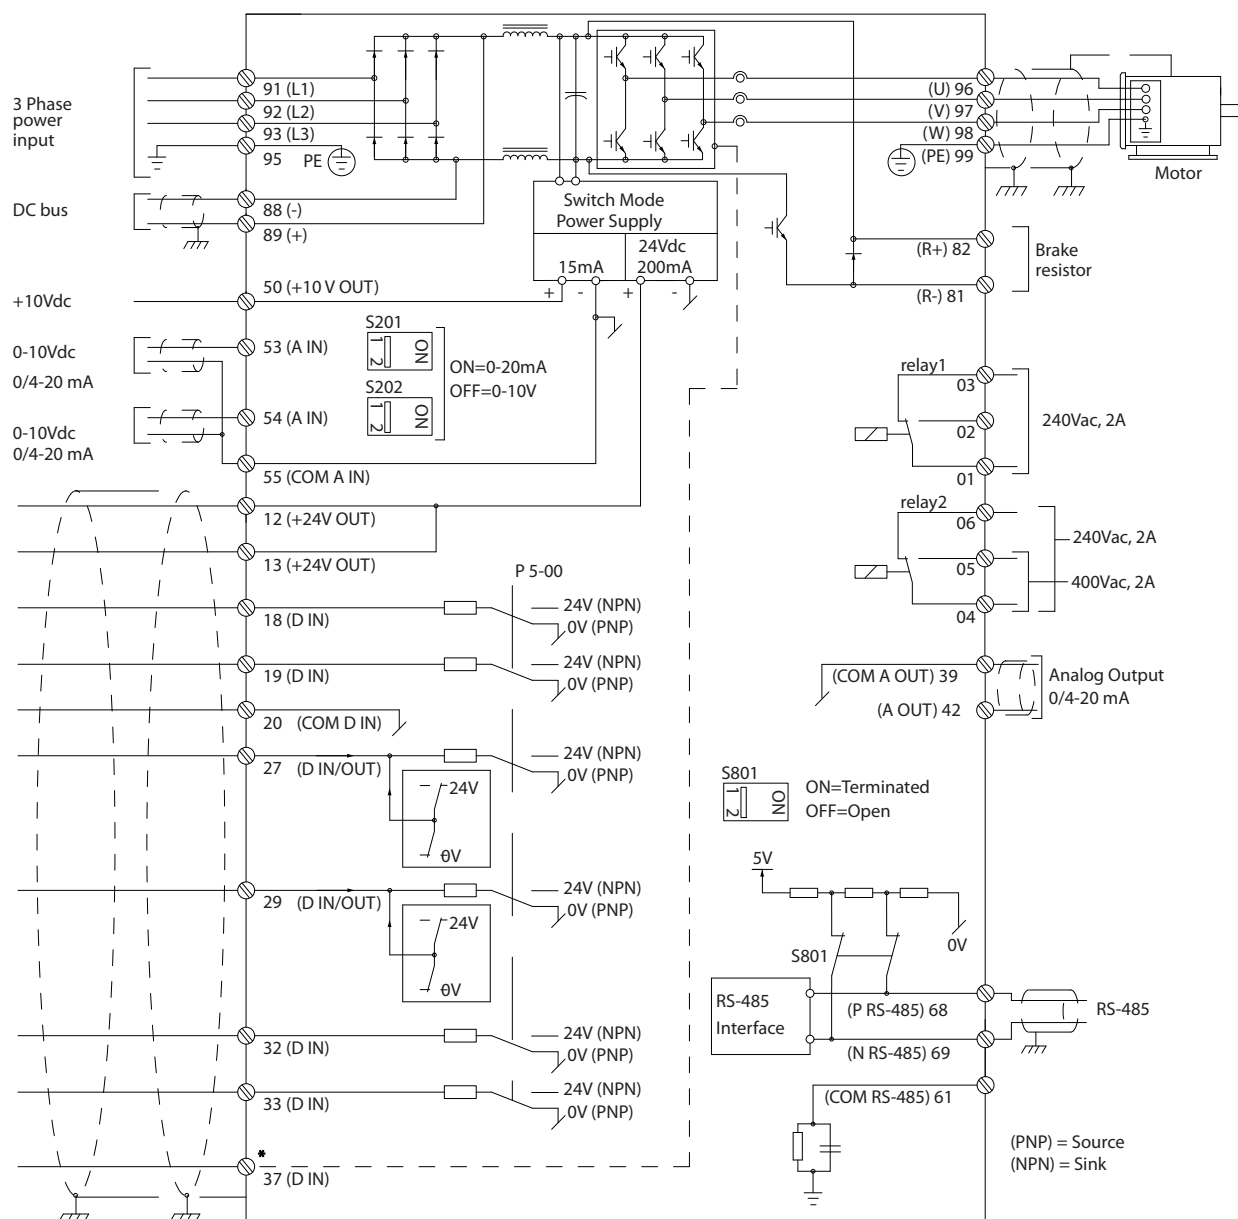 3 Phase
power
input
91 (L1)
92 (L2)
93 (L3)
95
PE
DC bus
88 (-)
89 (+)
Switch Mode
Power Supply
24Vdc
15mA
200mA
+
-
+
-
+10Vdc
50 (+10 V OUT)
0-10Vdc
0/4-20 mA
53 (A IN)
S201
1 2
ON
ON=0-20mA
OFF=0-10V
S202
1 2
ON
0-10Vdc
0/4-20 mA
54 (A IN)
55 (COM A IN)
12 (+24V OUT)
13 (+24V OUT)
P 5-00
18 (D IN)
24V (NPN)
0V (PNP)
19 (D IN)
24V (NPN)
0V (PNP)
20 (COM D IN)
27 (D IN/OUT)
24V (NPN)
0V (PNP)
24V
0V
29 (D IN/OUT)
24V (NPN)
0V (PNP)
24V
0V
32 (D IN)
24V (NPN)
0V (PNP)
33 (D IN)
24V (NPN)
0V (PNP)
*
37 (D IN)
(U) 96
(V) 97
(W) 98
(PE) 99
Motor
(R+) 82
(R-) 81
Brake
resistor
relay1
03
02
01
240Vac, 2A
relay2
06
05
04
240Vac, 2A
400Vac, 2A
(COM A OUT) 39
(A OUT) 42
Analog Output
0/4-20 mA
S801
1 2
ON
ON=Terminated
OFF=Open
5V
0V
S801
RS-485
Interface
(P RS-485) 68
(N RS-485) 69
RS-485
(COM RS-485) 61
(PNP) = Source
(NPN) = Sink